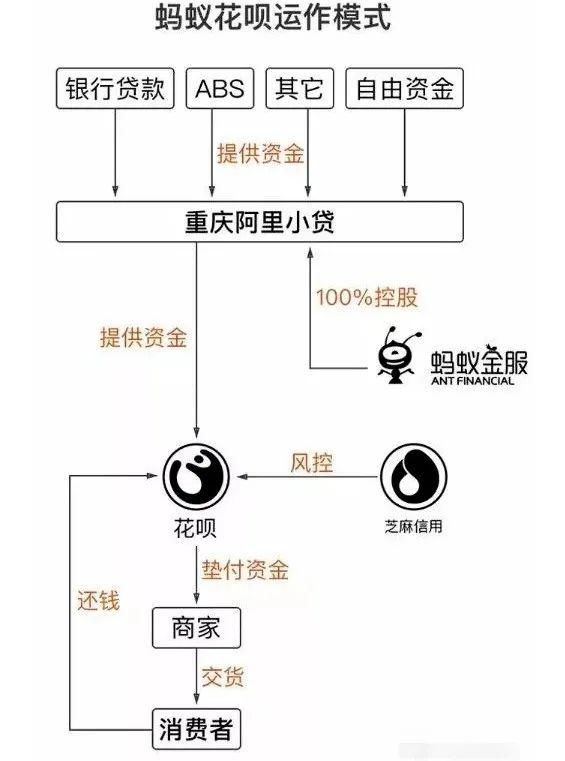 蚂蚁花呗运作模式
银行贷款 ABS 其它 自由资金
提供资金
重庆阿里小贷
100%控股
提供资金
蚂蚁金服
ANT FINANCIAL
风控
花呗
芝麻信用
垫付资金
还钱
商家
交货
消费者